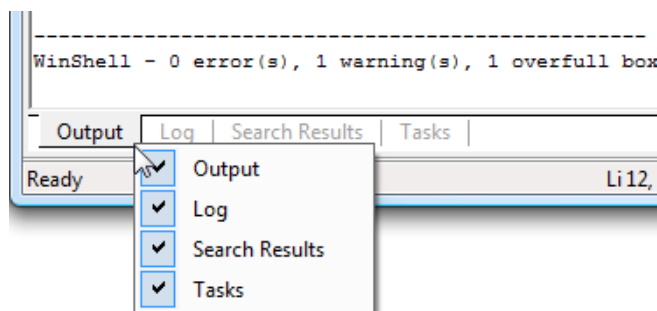 --------------------------------------------------
WinShell - 0 error(s), 1 warning(s), 1 overfull box
Output Log Search Results Tasks
Ready Li 12,
Output
Log
Search Results
Tasks